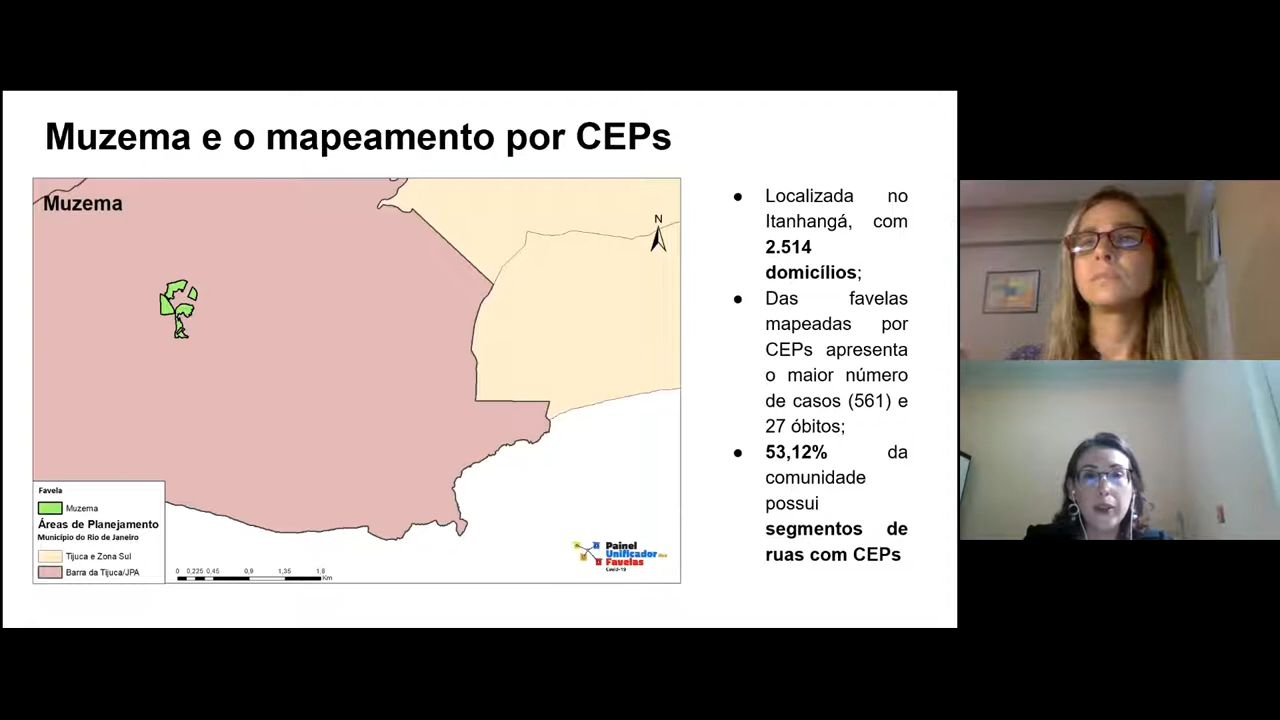 Muzema e o mapeamento por CEPs
Muzema
N
Favela
Muzema
Áreas de Planejamento
Município do Rio de Janeiro
Tijuca e Zona Sul
Barra da Tijuca/JPA
0 0,225 0,45 0,9 1,35 1,8
Km
Painel
Unificador das
Favelas
Covid-19
● Localizada no
Itanhangá, com
2.514
domicílios;
● Das favelas
mapeadas por
CEPs apresenta
o maior número
de casos (561) e
27 óbitos;
● 53,12% da
comunidade
possui
segmentos de
ruas com CEPs